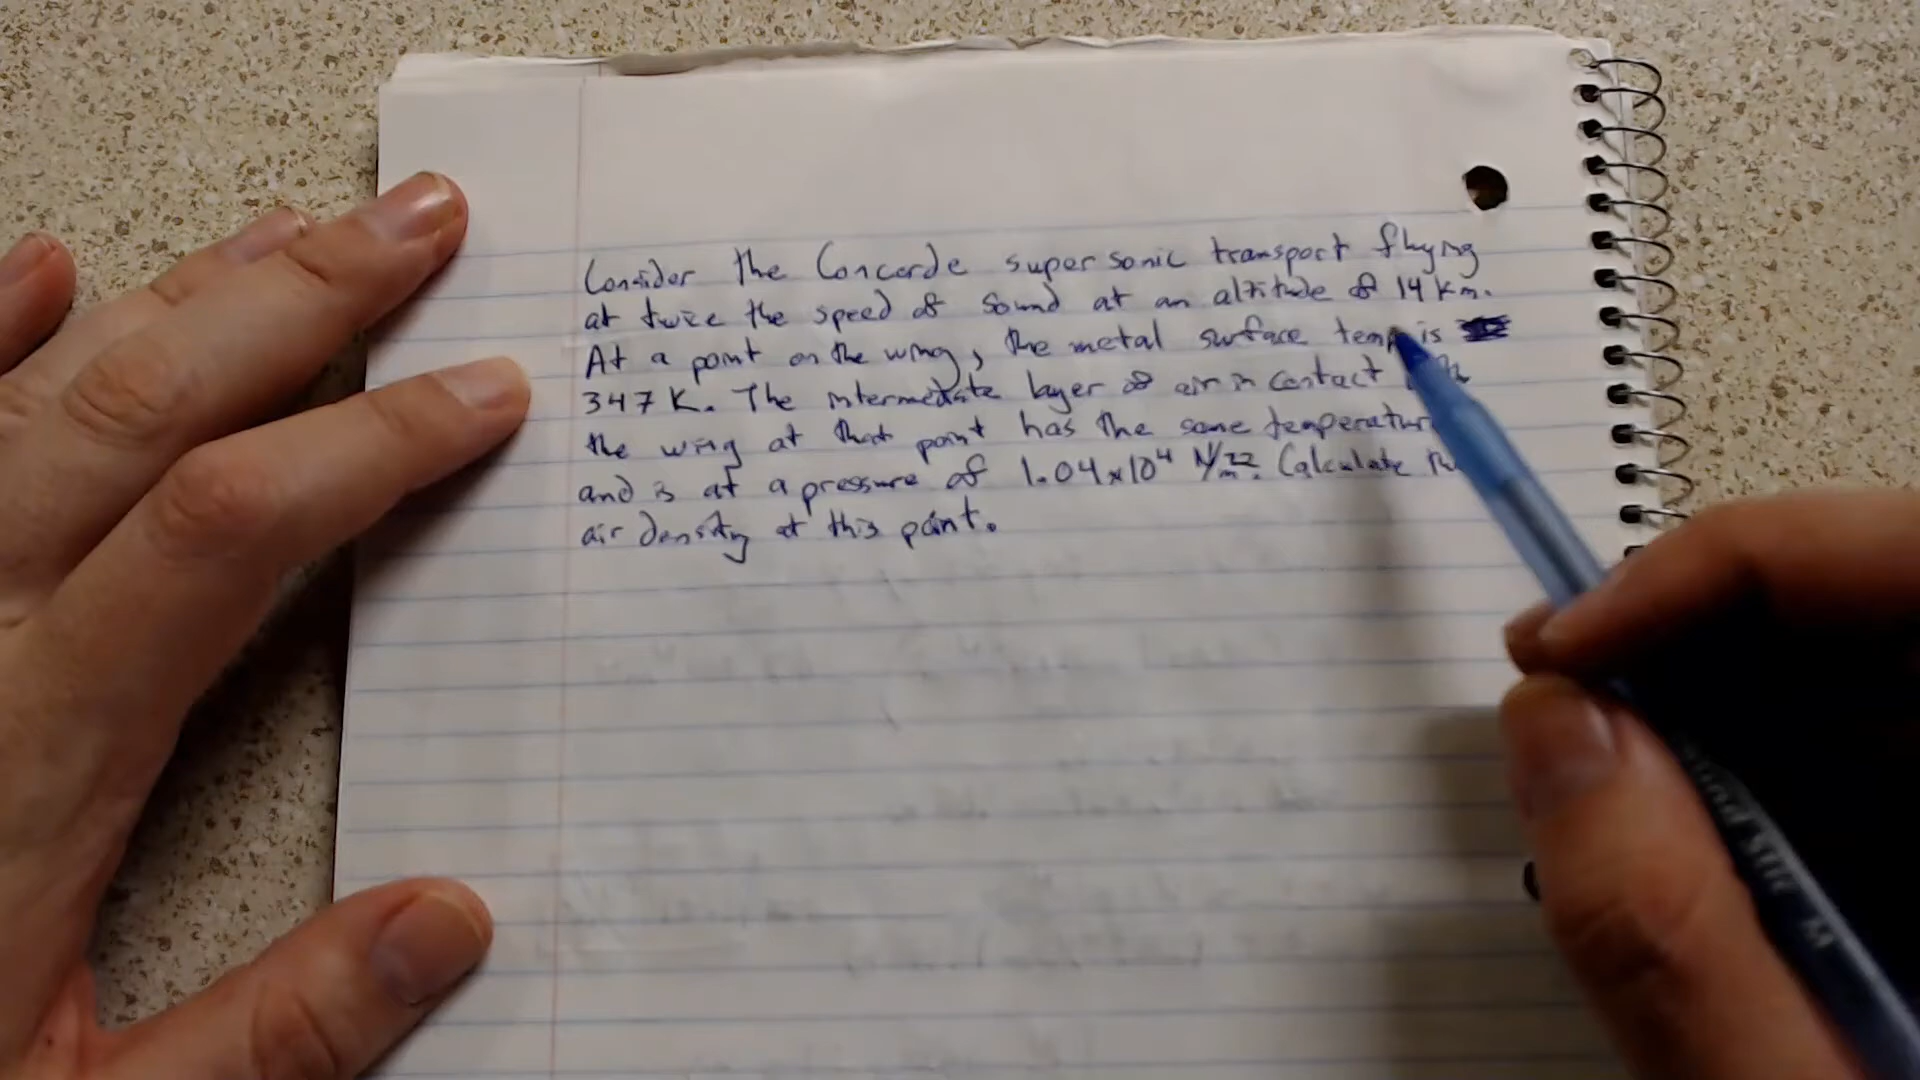 Consider the Concorde supersonic transport flying
at twice the speed of sound at an altitude of 14 km.
At a point on the wing, the metal surface temp is
347 K. The intermediate layer of air in contact
the wing at that point has the same
and is at a pressure of 1.04×10⁴ N/m². Calculate
air density at this point.